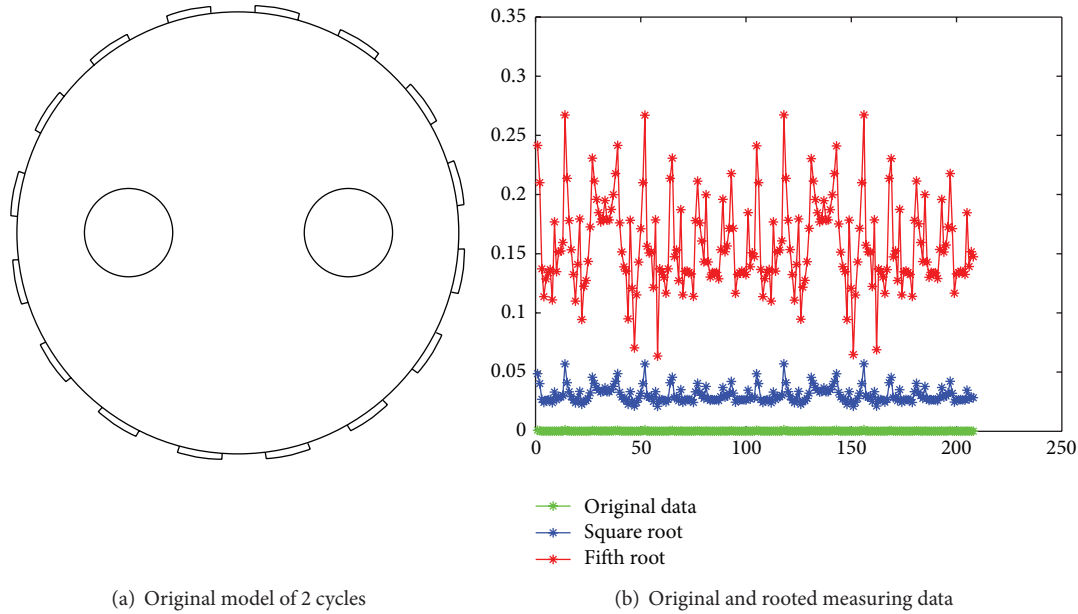 0.35
0.3
0.25
0.2
0.15
0.1
0.05
0
0 50 100 150 200 250
Original data
Square root
Fifth root
(a) Original model of 2 cycles
(b) Original and rooted measuring data